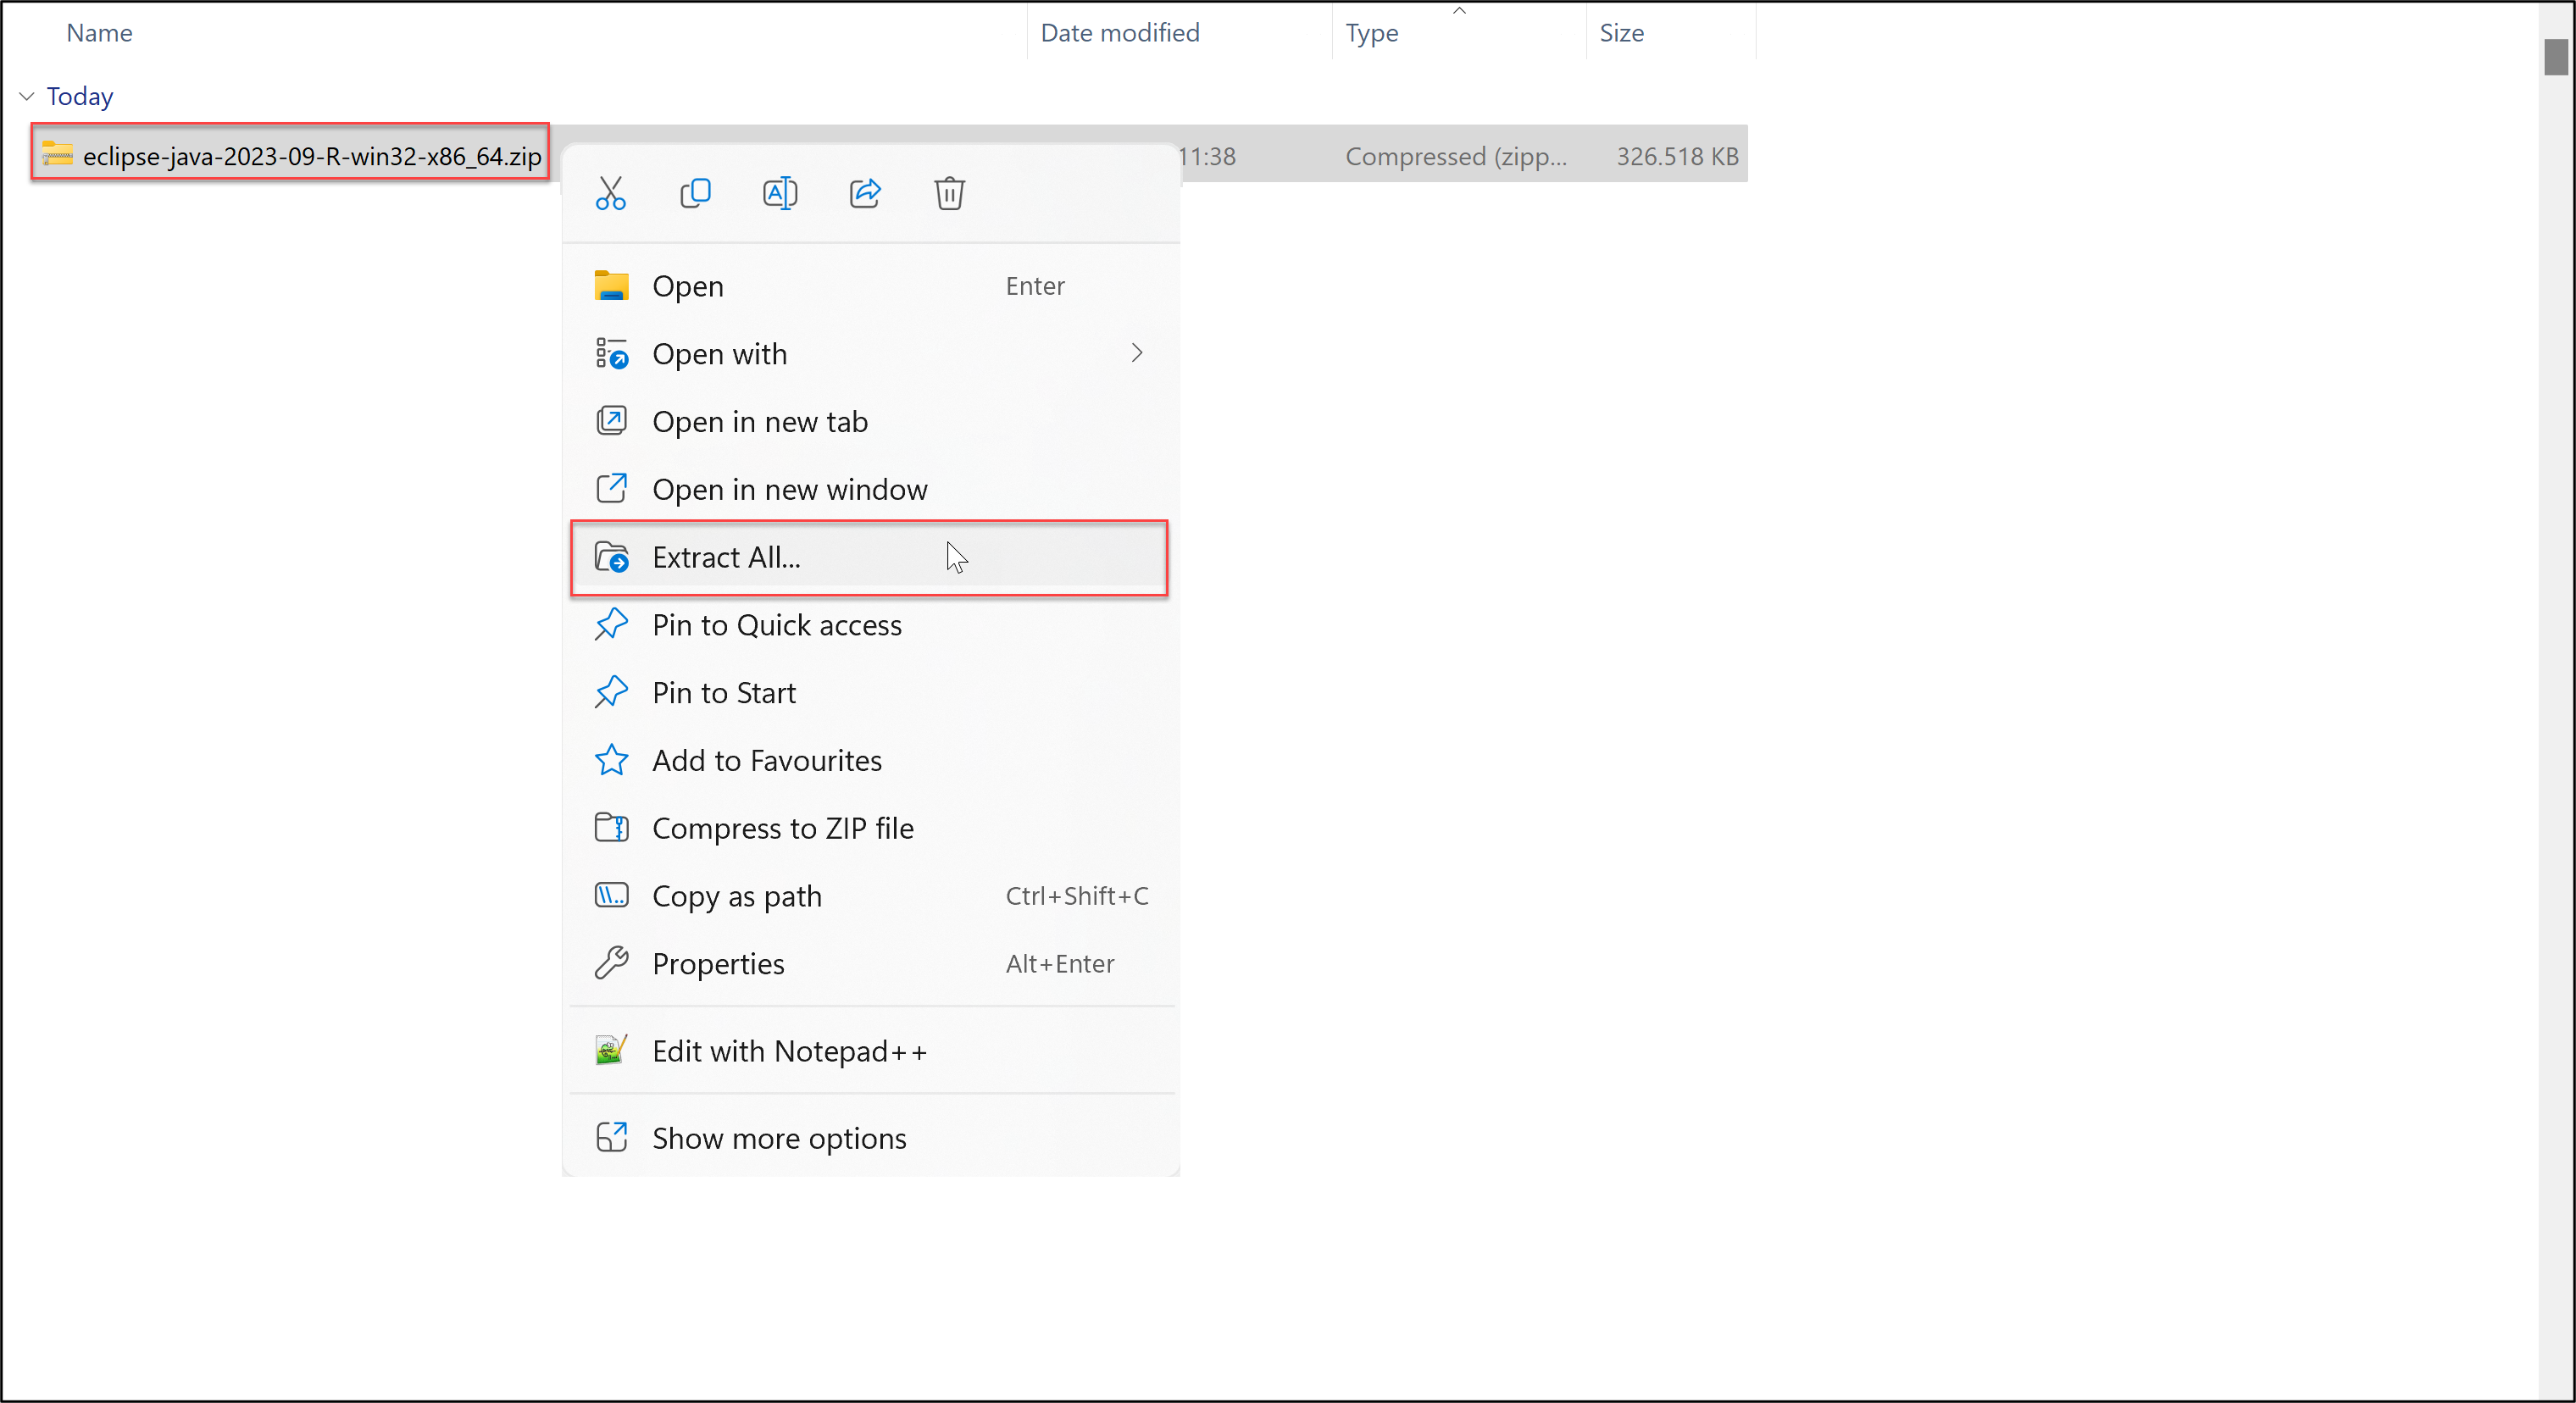 Name Date modified Type Size
Today
eclipse-java-2023-09-R-win32-x86_64.zip 11:38 Compressed (zipp... 326.518 KB
Open Enter
Open with
Open in new tab
Open in new window
Extract All...
Pin to Quick access
Pin to Start
Add to Favourites
Compress to ZIP file
Copy as path Ctrl+Shift+C
Properties Alt+Enter
Edit with Notepad++
Show more options